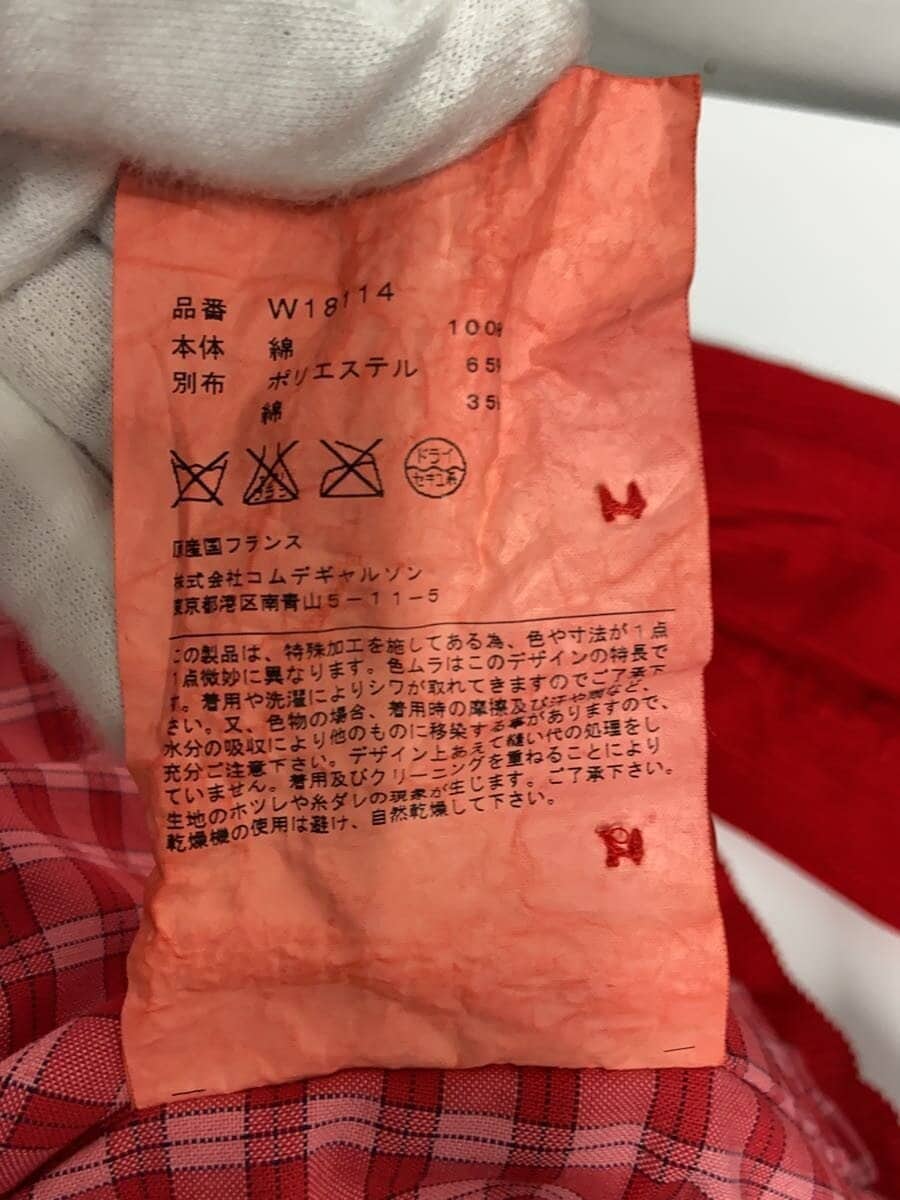 品番 W18114
本体 綿 100%
別布 ポリエステル 65%
綿 35%
ドライ
セキユ系
原産国フランス
株式会社コムデギャルソン
東京都港区南青山5-11-5
この製品は、特殊加工を施してある為、色や寸法が1点
1点微妙に異なります。色ムラはこのデザインの特長で
す。着用や洗濯によりシワが取れてきますのでご了承下
さい。又、色物の場合、着用時の摩擦及び汗や雨など、
水分の吸収により他のものに移染する事がありますので、
充分ご注意下さい。デザイン上あえて縫い代の処理をし
ていません。着用及びクリーニングを重ねることにより
生地のホツレや糸ダレの現象が生じます。ご了承下さい。
乾燥機の使用は避け、自然乾燥して下さい。